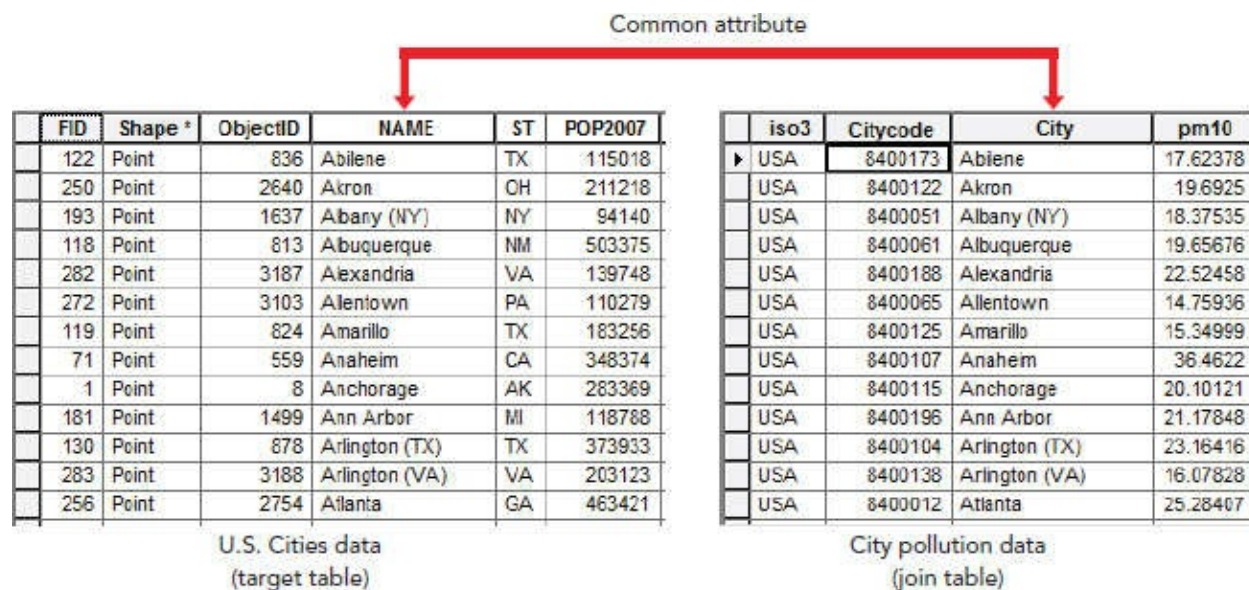 Common attribute
FID Shape * ObjectID NAME ST POP2007
122 Point 836 Abilene TX 115018
250 Point 2640 Akron OH 211218
193 Point 1637 Albany (NY) NY 94140
118 Point 813 Albuquerque NM 503375
282 Point 3187 Alexandria VA 139748
272 Point 3103 Allentown PA 110279
119 Point 824 Amarillo TX 183256
71 Point 559 Anaheim CA 348374
1 Point 8 Anchorage AK 283369
181 Point 1499 Ann Arbor MI 118788
130 Point 878 Arlington (TX) TX 373933
283 Point 3188 Arlington (VA) VA 203123
256 Point 2754 Atlanta GA 463421
U.S. Cities data
(target table)
iso3 Citycode City pm10
USA 8400173 Abilene 17.62378
USA 8400122 Akron 19.6925
USA 8400051 Albany (NY) 18.37535
USA 8400061 Albuquerque 19.65676
USA 8400188 Alexandria 22.52458
USA 8400065 Allentown 14.75936
USA 8400125 Amarillo 15.34999
USA 8400107 Anaheim 36.4622
USA 8400115 Anchorage 20.10121
USA 8400196 Ann Arbor 21.17848
USA 8400104 Arlington (TX) 23.16416
USA 8400138 Arlington (VA) 16.07828
USA 8400012 Atlanta 25.28407
City pollution data
(join table)